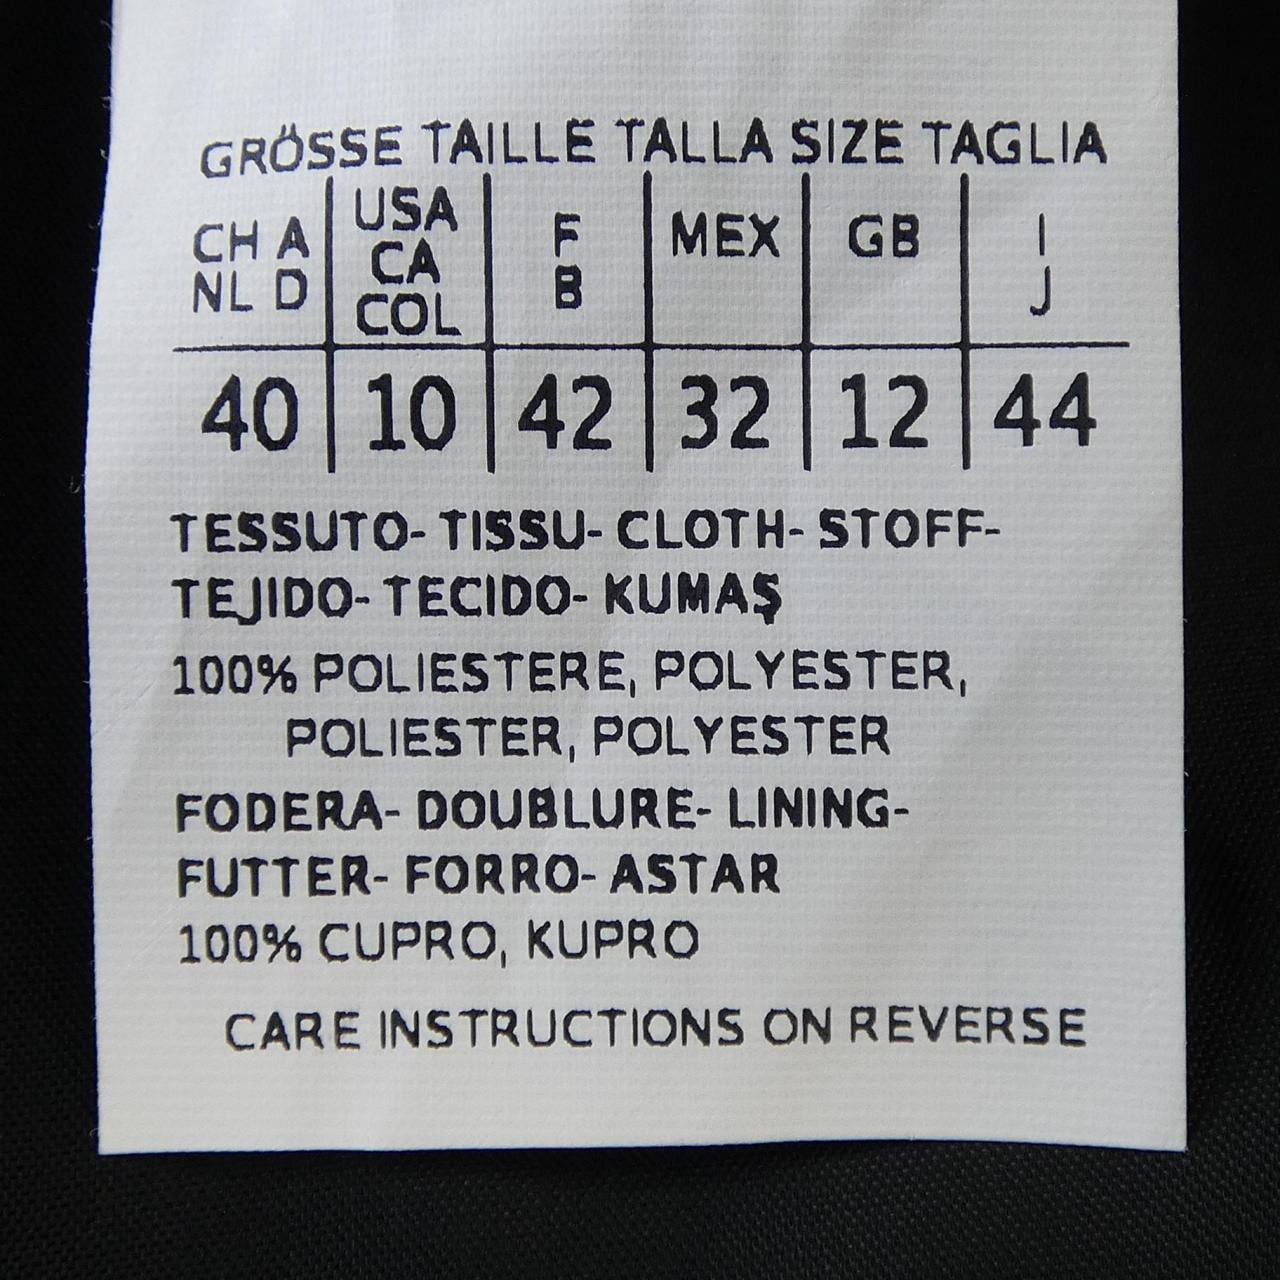 GRÖSSE TAILLE TALLA SIZE TAGLIA
CH A NL D | USA CA COL | F B | MEX | GB | I J
40 | 10 | 42 | 32 | 12 | 44
TESSUTO- TISSU- CLOTH- STOFF-
TEJIDO- TECIDO- KUMAŞ
100% POLIESTERE, POLYESTER,
POLIESTER, POLYESTER
FODERA- DOUBLURE- LINING-
FUTTER- FORRO- ASTAR
100% CUPRO, KUPRO
CARE INSTRUCTIONS ON REVERSE